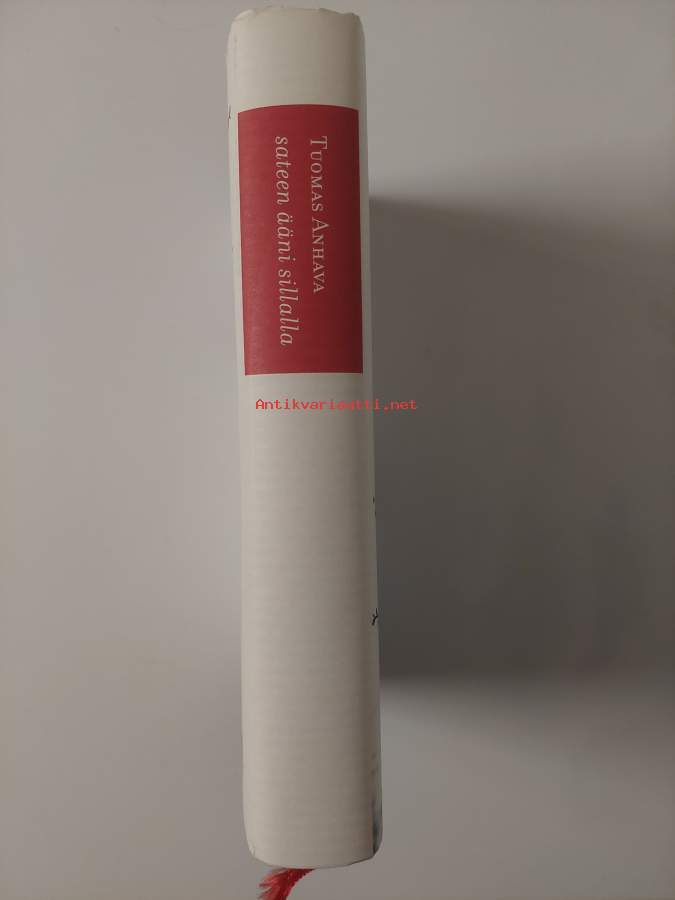 TUOMAS ANHAVA
sateen ääni sillalla
Antikvariaatti.net